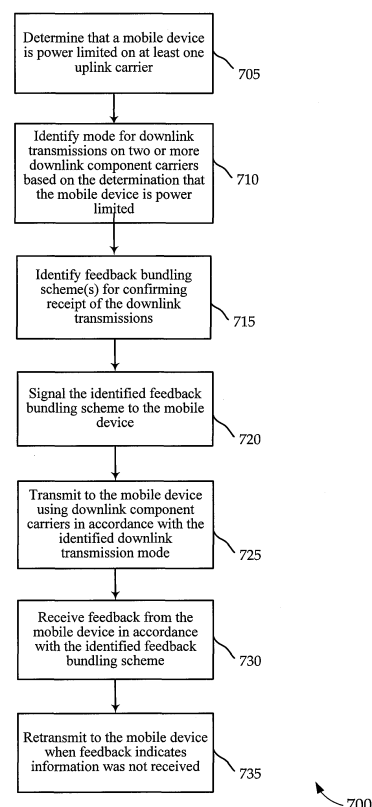 Determine that a mobile device
is power limited on at least one
uplink carrier
705
Identify mode for downlink
transmissions on two or more
downlink component carriers
based on the determination that
the mobile device is power
limited
710
Identify feedback bundling
scheme(s) for confirming
receipt of the downlink
transmissions
715
Signal the identified feedback
bundling scheme to the mobile
device
720
Transmit to the mobile device
using downlink component
carriers in accordance with the
identified downlink
transmission mode
725
Receive feedback from the
mobile device in accordance
with the identified feedback
bundling scheme
730
Retransmit to the mobile device
when feedback indicates
information was not received
735
700